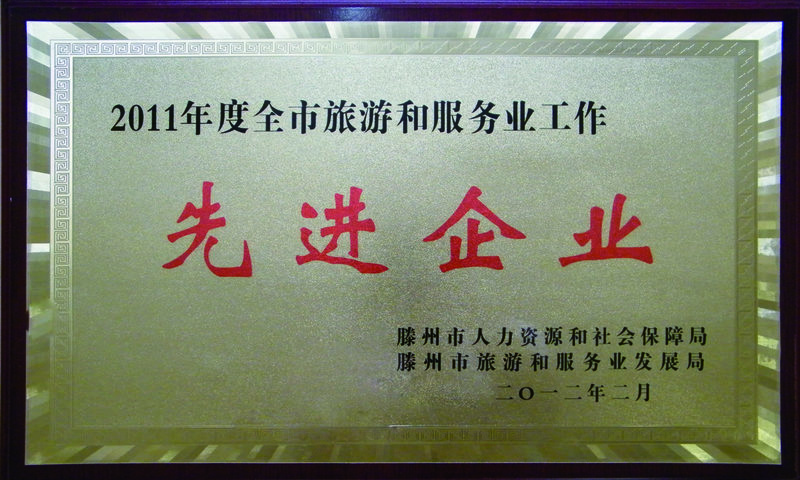 2011年度全市旅游和服务业工作
先进企业
滕州市人力资源和社会保障局
滕州市旅游和服务业发展局
二〇一二年二月